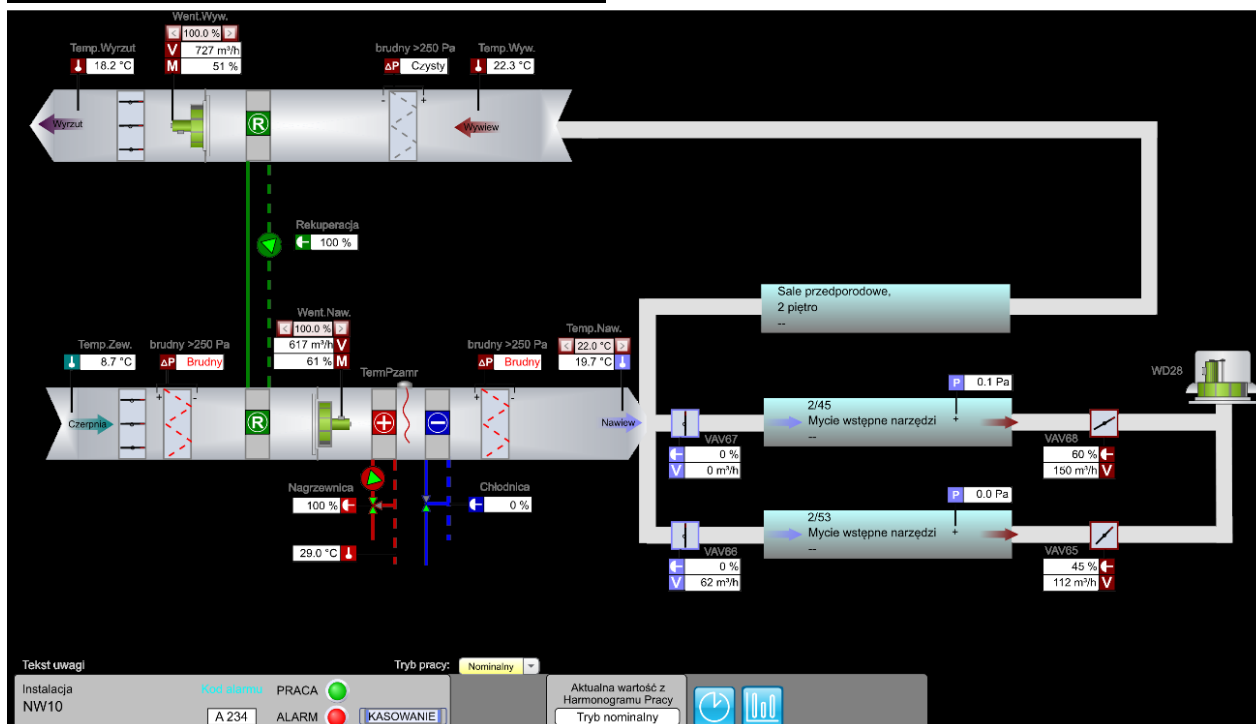 Went.Wyw.
< 100.0 % >
Temp.Wyrzut
V 727 m³/h
brudny >250 Pa
Temp.Wyw.
18.2 °C
M 51 %
ΔP Czysty
22.3 °C
- +
Wyrzut
R
Wywiew
Rekuperacja
100 %
Sale przedporodowe,
2 piętro
--
Went.Naw.
< 100.0 % >
Temp.Naw.
Temp.Zew.
brudny >250 Pa
617 m³/h V
brudny >250 Pa
< 22.0 °C >
8.7 °C
ΔP Brudny
61 % M
ΔP Brudny
19.7 °C
TermPzamr
WD28
P 0.1 Pa
+ -
+ -
2/45
Mycie wstępne narzędzi
+
--
Czerpnia
R
Nawiew
VAV67
0 %
V 0 m³/h
VAV68
60 %
150 m³/h V
Nagrzewnica
100 %
Chłodnica
0 %
P 0.0 Pa
2/53
Mycie wstępne narzędzi
+
--
29.0 °C
VAV66
0 %
V 62 m³/h
VAV65
45 %
112 m³/h V
Tekst uwagi
Tryb pracy:
Nominalny
Instalacja
NW10
Kod alarmu
PRACA
A 234
ALARM
KASOWANIE
Aktualna wartość z
Harmonogramu Pracy
Tryb nominalny